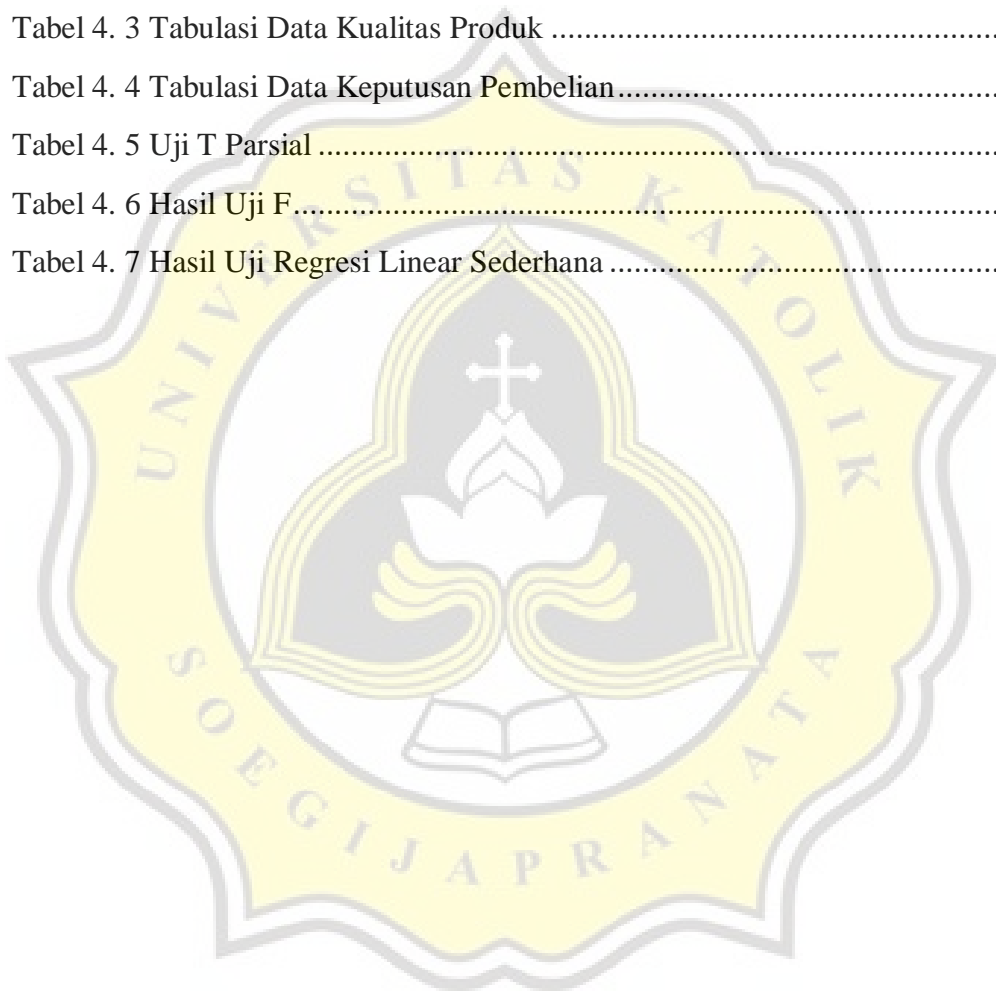 Tabel 4. 3 Tabulasi Data Kualitas Produk ......................................................
Tabel 4. 4 Tabulasi Data Keputusan Pembelian..............................................
Tabel 4. 5 Uji T Parsial ...................................................................................
Tabel 4. 6 Hasil Uji F......................................................................................
Tabel 4. 7 Hasil Uji Regresi Linear Sederhana ...............................................
UNIVERSITAS KATOLIK
SOEGIJAPRANATA